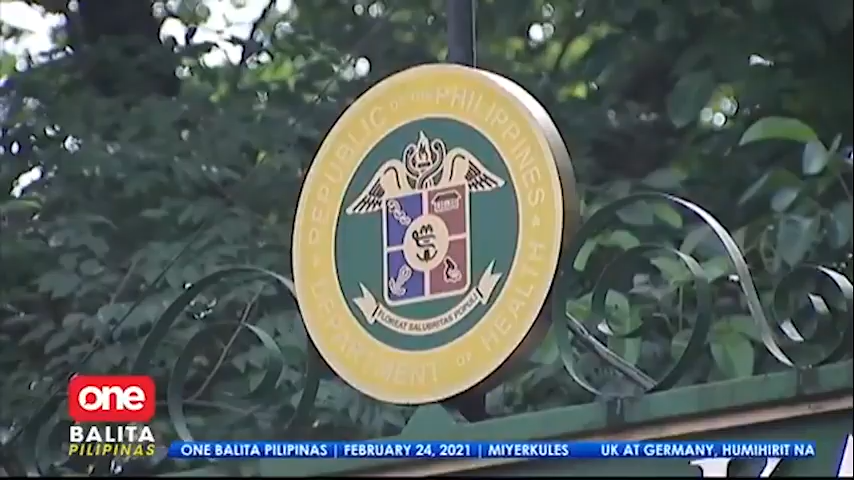 REPUBLIC OF THE PHILIPPINES
DEPARTMENT OF HEALTH
FLOREAT SALUBRITAS POPULI
one
BALITA
PILIPINAS
ONE BALITA PILIPINAS | FEBRUARY 24, 2021 | MIYERKULES UK AT GERMANY, HUMIHIRIT NA